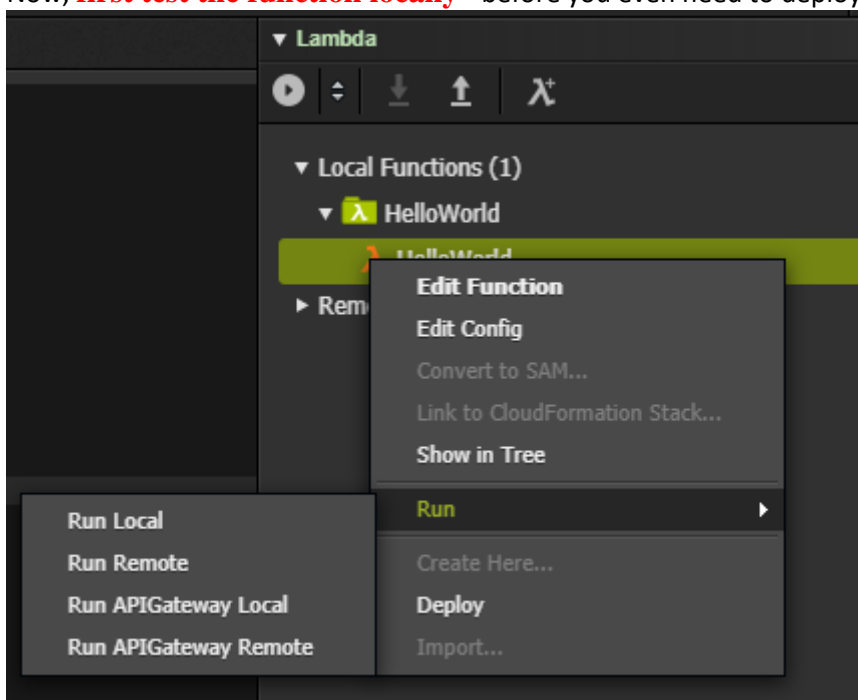 Now, first test the function locally - before you even need to deploy
Lambda
Local Functions (1)
HelloWorld
HelloWorld
Rem
Edit Function
Edit Config
Convert to SAM...
Link to CloudFormation Stack...
Show in Tree
Run
Create Here...
Deploy
Import...
Run Local
Run Remote
Run APIGateway Local
Run APIGateway Remote